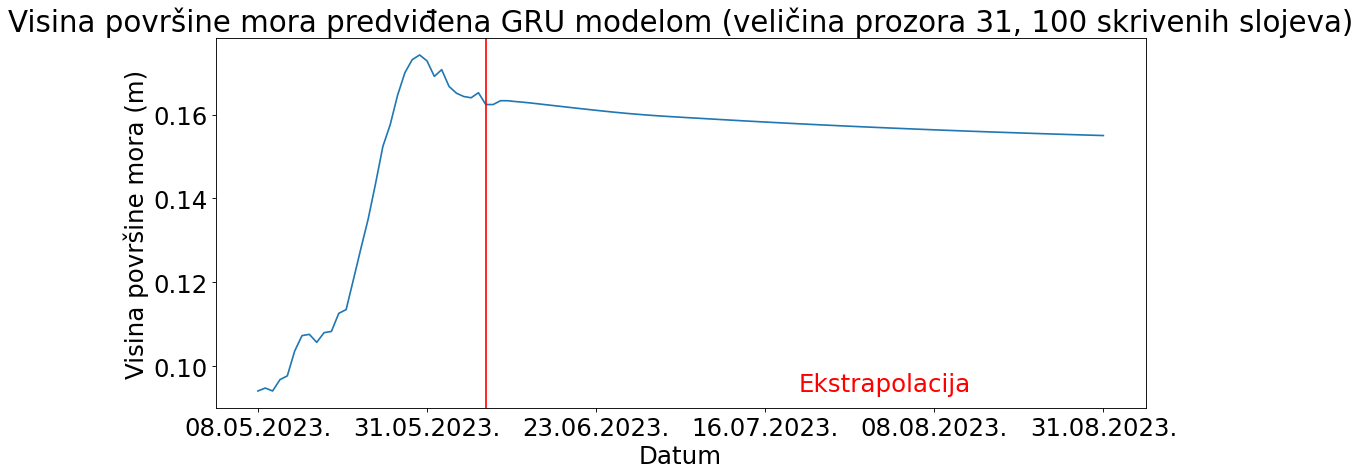 Visina površine mora predviđena GRU modelom (veličina prozora 31, 100 skrivenih slojeva)
Visina površine mora (m)
0.16
0.14
0.12
0.10
Ekstrapolacija
08.05.2023. 31.05.2023. 23.06.2023. 16.07.2023. 08.08.2023. 31.08.2023.
Datum